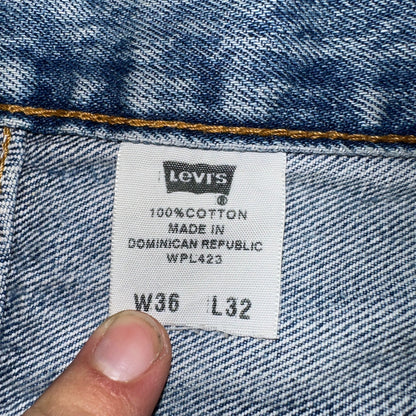 Levi's
®
100%COTTON
MADE IN
DOMINICAN REPUBLIC
WPL423
W36 L32